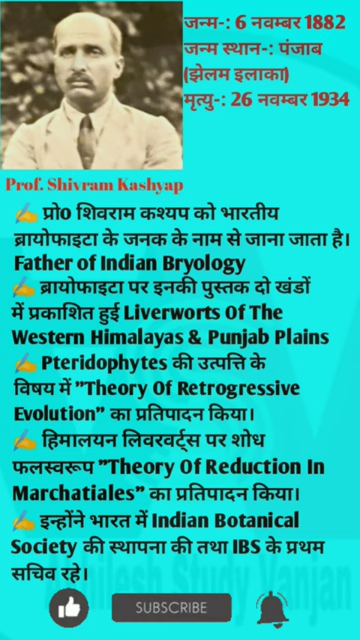 जन्म-: 6 नवम्बर 1882
जन्म स्थान-: पंजाब
(झेलम इलाका)
मृत्यु-: 26 नवम्बर 1934
Prof. Shivram Kashyap
✍ प्रो0 शिवराम कश्यप को भारतीय
ब्रायोफाइटा के जनक के नाम से जाना जाता है।
Father of Indian Bryology
✍ ब्रायोफाइटा पर इनकी पुस्तक दो खंडों
में प्रकाशित हुई Liverworts Of The
Western Himalayas & Punjab Plains
✍ Pteridophytes की उत्पत्ति के
विषय में "Theory Of Retrogressive
Evolution" का प्रतिपादन किया।
✍ हिमालयन लिवरवर्ट्स पर शोध
फलस्वरूप "Theory Of Reduction In
Marchatiales" का प्रतिपादन किया।
✍ इन्होंने भारत में Indian Botanical
Society की स्थापना की तथा IBS के प्रथम
सचिव रहे।
Study
SUBSCRIBE